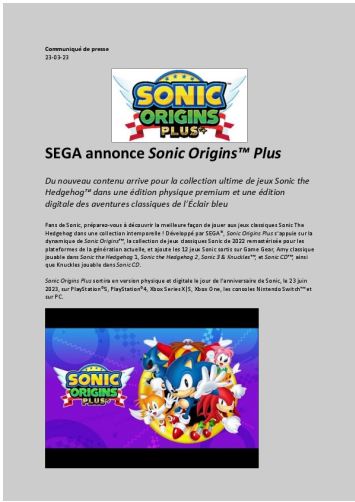 Communiqué de presse
23-03-23
SONIC
ORIGINS
PLUS+
SEGA annonce Sonic Origins™ Plus
Du nouveau contenu arrive pour la collection ultime de jeux Sonic the
Hedgehog™ dans une édition physique premium et une édition
digitale des aventures classiques de l'Éclair bleu
Fans de Sonic, préparez-vous à découvrir la meilleure façon de jouer aux jeux classiques Sonic The
Hedgehog dans une collection intemporelle ! Développé par SEGA®, Sonic Origins Plus s'appuie sur la
dynamique de Sonic Origins™, la collection de jeux classiques Sonic de 2022 remasterisée pour les
plateformes de la génération actuelle, et ajoute les 12 jeux Sonic sortis sur Game Gear, Amy classique
jouable dans Sonic the Hedgehog 1, Sonic the Hedgehog 2, Sonic 3 & Knuckles™, et Sonic CD™, ainsi
que Knuckles jouable dans Sonic CD.
Sonic Origins Plus sortira en version physique et digitale le jour de l'anniversaire de Sonic, le 23 juin
2023, sur PlayStation®5, PlayStation®4, Xbox Series X|S, Xbox One, les consoles Nintendo Switch™ et
sur PC.
SONIC
ORIGINS
PLUS+